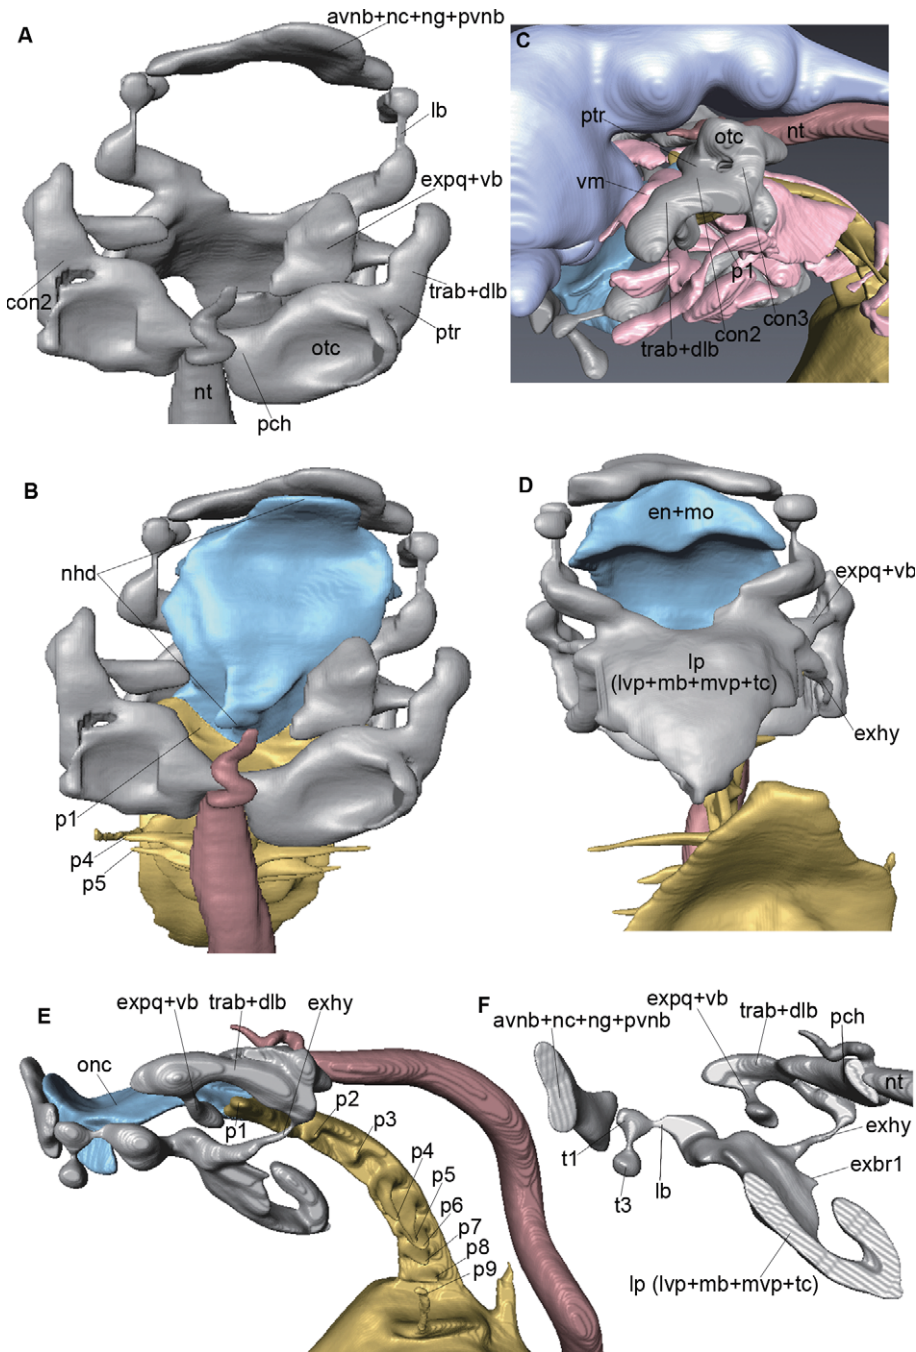 A
avnb+nc+ng+pvnb
lb
expq+vb
con2
trab+dlb
ptr
otc
nt
pch
C
ptr
otc
nt
vm
p1
con3
con2
trab+dlb
B
nhd
p1
p4
p5
D
en+mo
expq+vb
lp
(lvp+mb+mvp+tc)
exhy
E
expq+vb
trab+dlb
exhy
onc
p1
p2
p3
p4
p5
p6
p7
p8
p9
F
expq+vb
avnb+nc+ng+pvnb
trab+dlb
pch
nt
exhy
t1
exbr1
t3
lb
lp (lvp+mb+mvp+tc)